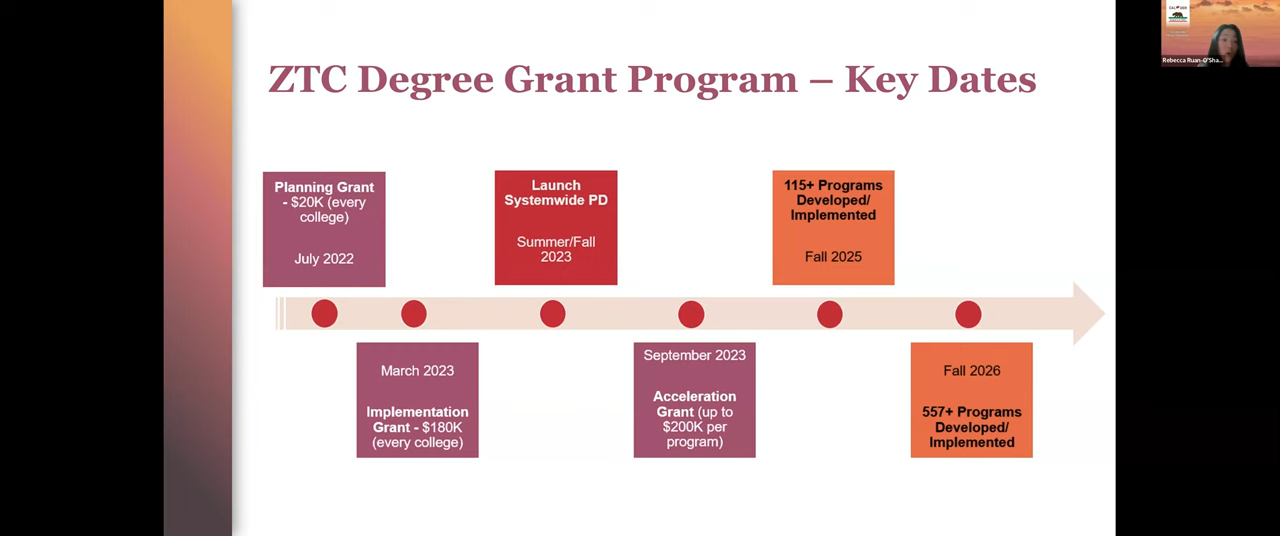 ZTC Degree Grant Program – Key Dates
Planning Grant
- $20K (every
college)
July 2022
Launch
Systemwide PD
Summer/Fall
2023
115+ Programs
Developed/
Implemented
Fall 2025
March 2023
Implementation
Grant - $180K
(every college)
September 2023
Acceleration
Grant (up to
$200K per
program)
Fall 2026
557+ Programs
Developed/
Implemented
Rebecca Ruan-O'Sha...